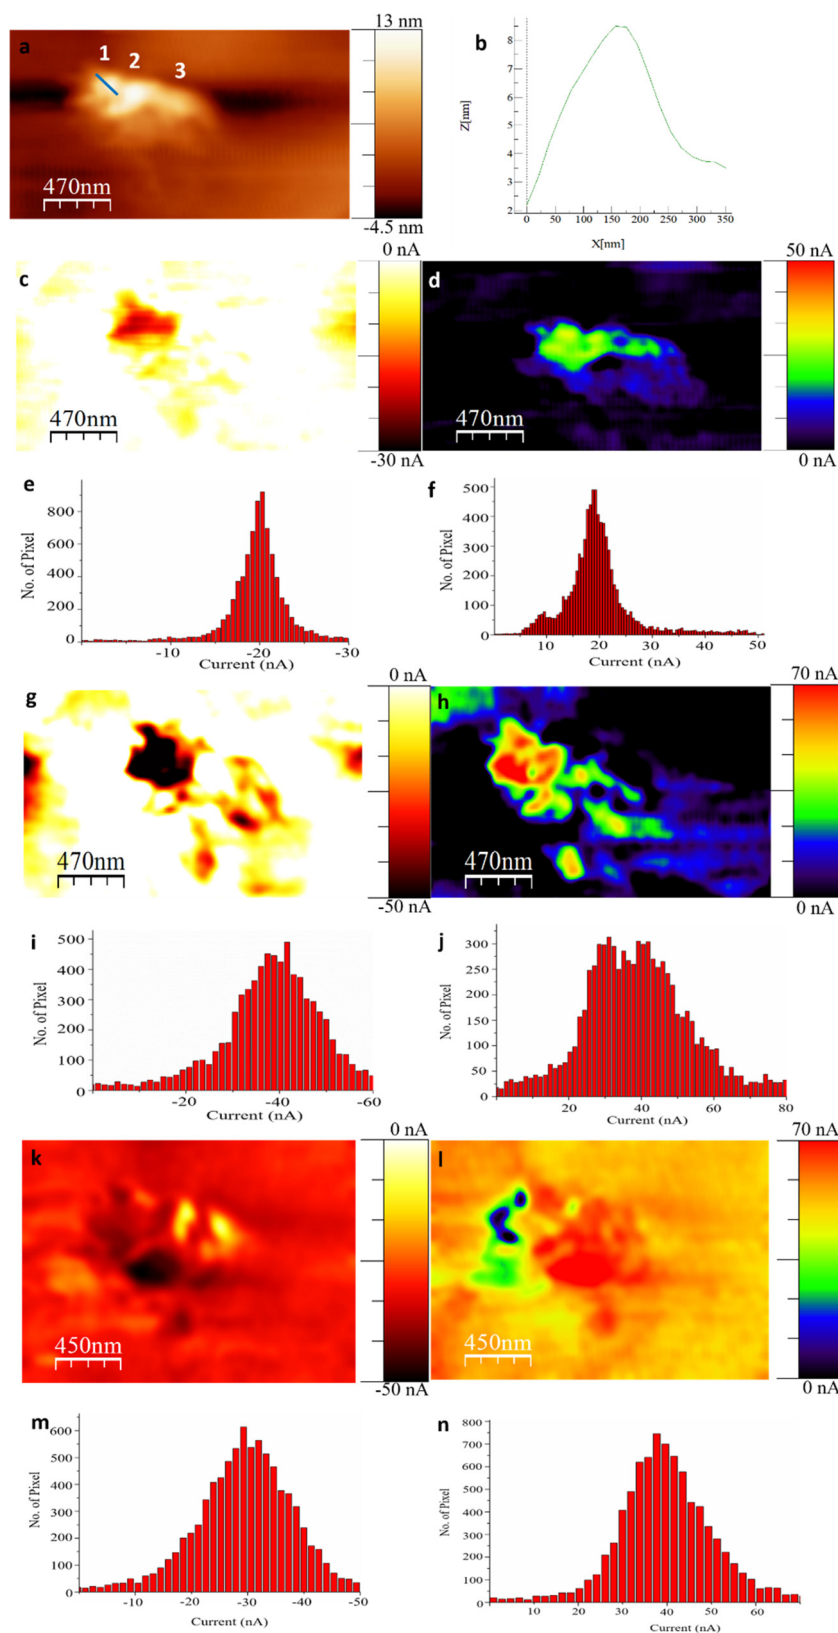 a
13 nm
1
2
3
470nm
-4.5 nm
b
8
7
6
5
4
3
2
Z[nm]
0 50 100 150 200 250 300 350
X[nm]
c
0 nA
470nm
-30 nA
d
50 nA
470nm
0 nA
e
800
600
400
200
0
No. of Pixel
-10 -20 -30
Current (nA)
f
500
400
300
200
100
0
No. of Pixel
10 20 30 40 50
Current (nA)
g
0 nA
470nm
-50 nA
h
70 nA
470nm
0 nA
i
500
400
300
200
100
0
No. of Pixel
-20 -40 -60
Current (nA)
j
300
250
200
150
100
50
0
No. of Pixel
20 40 60 80
Current (nA)
k
0 nA
450nm
-50 nA
l
70 nA
450nm
0 nA
m
600
500
400
300
200
100
0
No. of Pixel
-10 -20 -30 -40 -50
Current (nA)
n
800
700
600
500
400
300
200
100
0
No. of Pixel
10 20 30 40 50 60
Current (nA)